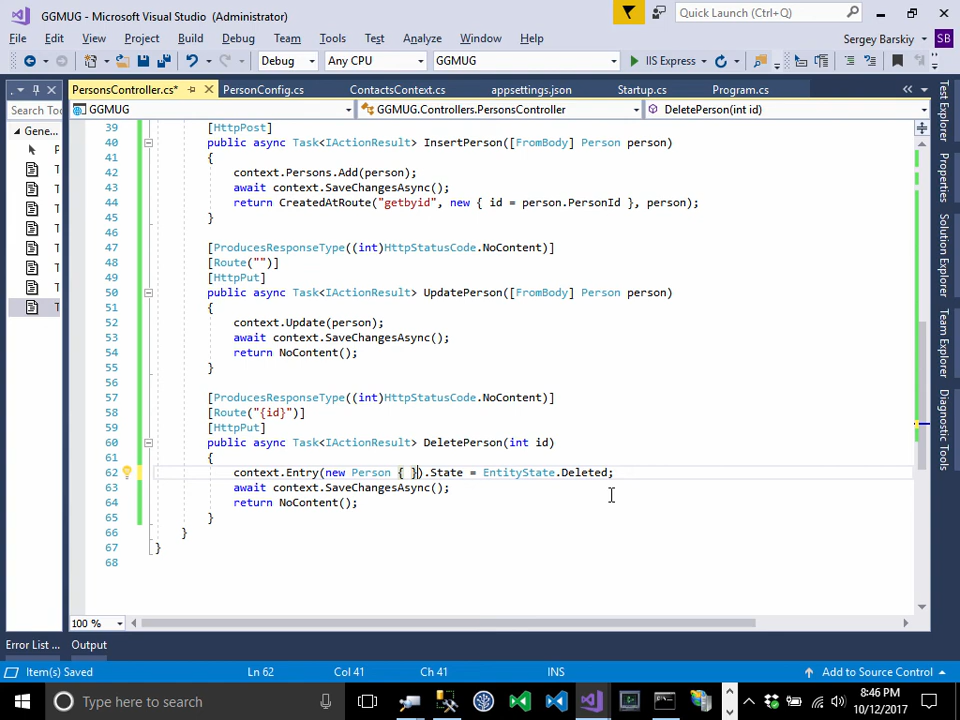 GGMUG - Microsoft Visual Studio (Administrator)
Quick Launch (Ctrl+Q)
File Edit View Project Build Debug Team Tools Test Analyze Window Help
Sergey Barskiy
SB
Debug Any CPU GGMUG IIS Express
PersonsController.cs* PersonConfig.cs ContactsContext.cs appsettings.json Startup.cs Program.cs
Search Tools
GGMUG GGMUG.Controllers.PersonsController DeletePerson(int id)
Gene...
39 [HttpPost]
40 public async Task<IActionResult> InsertPerson([FromBody] Person person)
41 {
42 context.Persons.Add(person);
43 await context.SaveChangesAsync();
44 return CreatedAtRoute("getbyid", new { id = person.PersonId }, person);
45 }
46
47 [ProducesResponseType((int)HttpStatusCode.NoContent)]
48 [Route("")]
49 [HttpPut]
50 public async Task<IActionResult> UpdatePerson([FromBody] Person person)
51 {
52 context.Update(person);
53 await context.SaveChangesAsync();
54 return NoContent();
55 }
56
57 [ProducesResponseType((int)HttpStatusCode.NoContent)]
58 [Route("{id}")]
59 [HttpPut]
60 public async Task<IActionResult> DeletePerson(int id)
61 {
62 context.Entry(new Person { }).State = EntityState.Deleted;
63 await context.SaveChangesAsync();
64 return NoContent();
65 }
66 }
67 }
68
Test Explorer
Properties
Solution Explorer
Team Explorer
Diagnostic Tools
100 %
Error List ... Output
Item(s) Saved Ln 62 Col 41 Ch 41 INS Add to Source Control
Type here to search
8:46 PM
10/12/2017